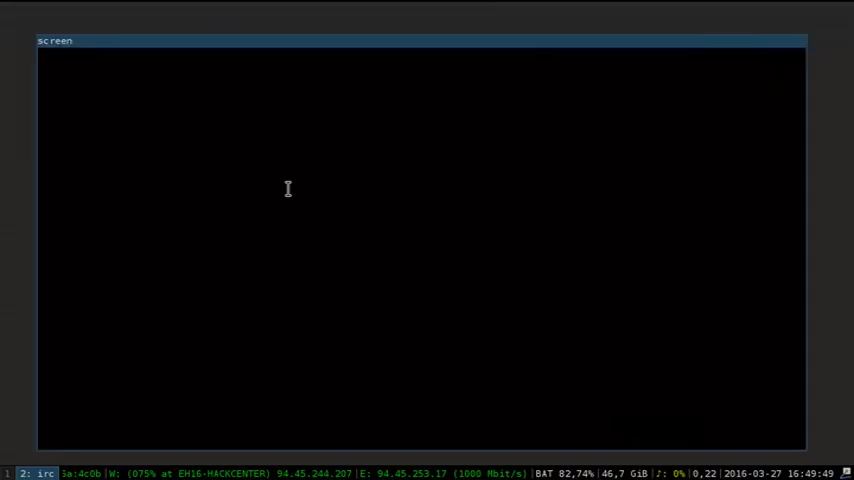 screen
1 2: irc 5a:4c0b|W: (075% at EH16-HACKCENTER) 94.45.244.207|E: 94.45.253.17 (1000 Mbit/s)|BAT 82,74%|46,7 GiB|♪: 0%|0,22|2016-03-27 16:49:49